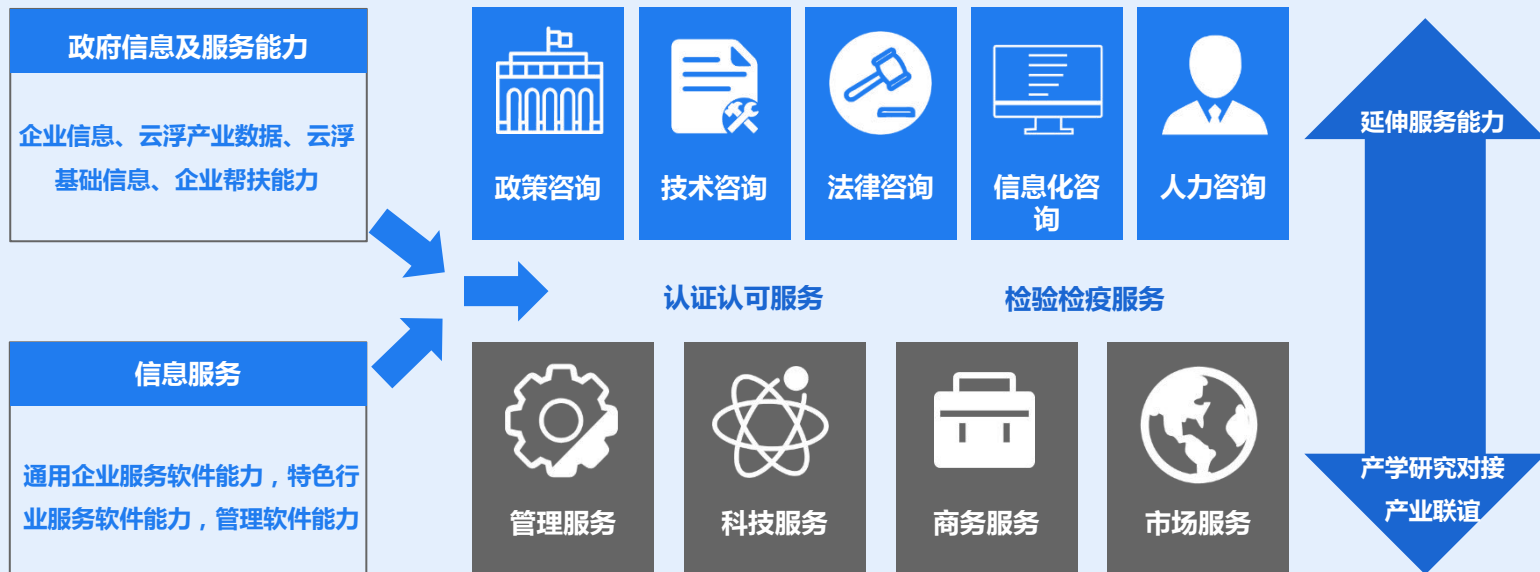 政府信息及服务能力
企业信息、云浮产业数据、云浮
基础信息、企业帮扶能力
信息服务
通用企业服务软件能力，特色行
业服务软件能力，管理软件能力
政策咨询
技术咨询
法律咨询
信息化咨
询
人力咨询
认证认可服务
检验检疫服务
管理服务
科技服务
商务服务
市场服务
延伸服务能力
产学研究对接
产业联谊